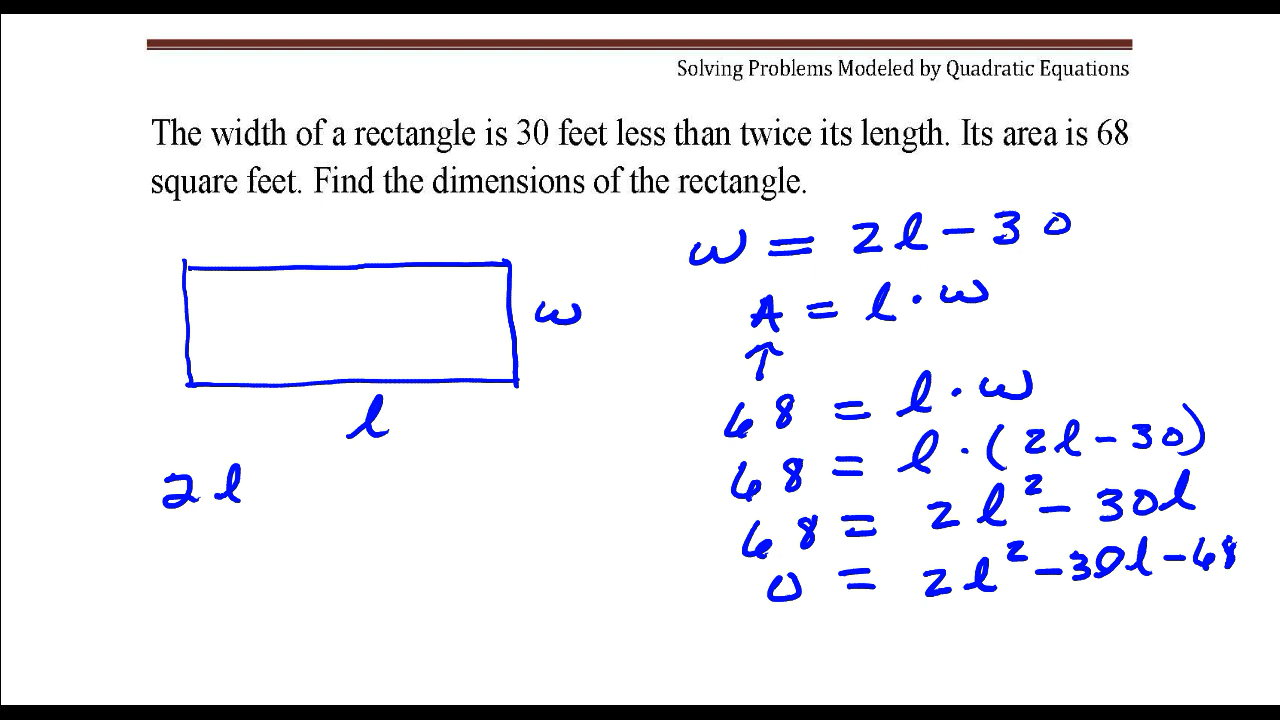 Solving Problems Modeled by Quadratic Equations
The width of a rectangle is 30 feet less than twice its length. Its area is 68
square feet. Find the dimensions of the rectangle.
w = 2l - 30
A = l · w
↑
68 = l · w
68 = l · (2l - 30)
68 = 2l² - 30l
0 = 2l² - 30l - 68
w
l
2l